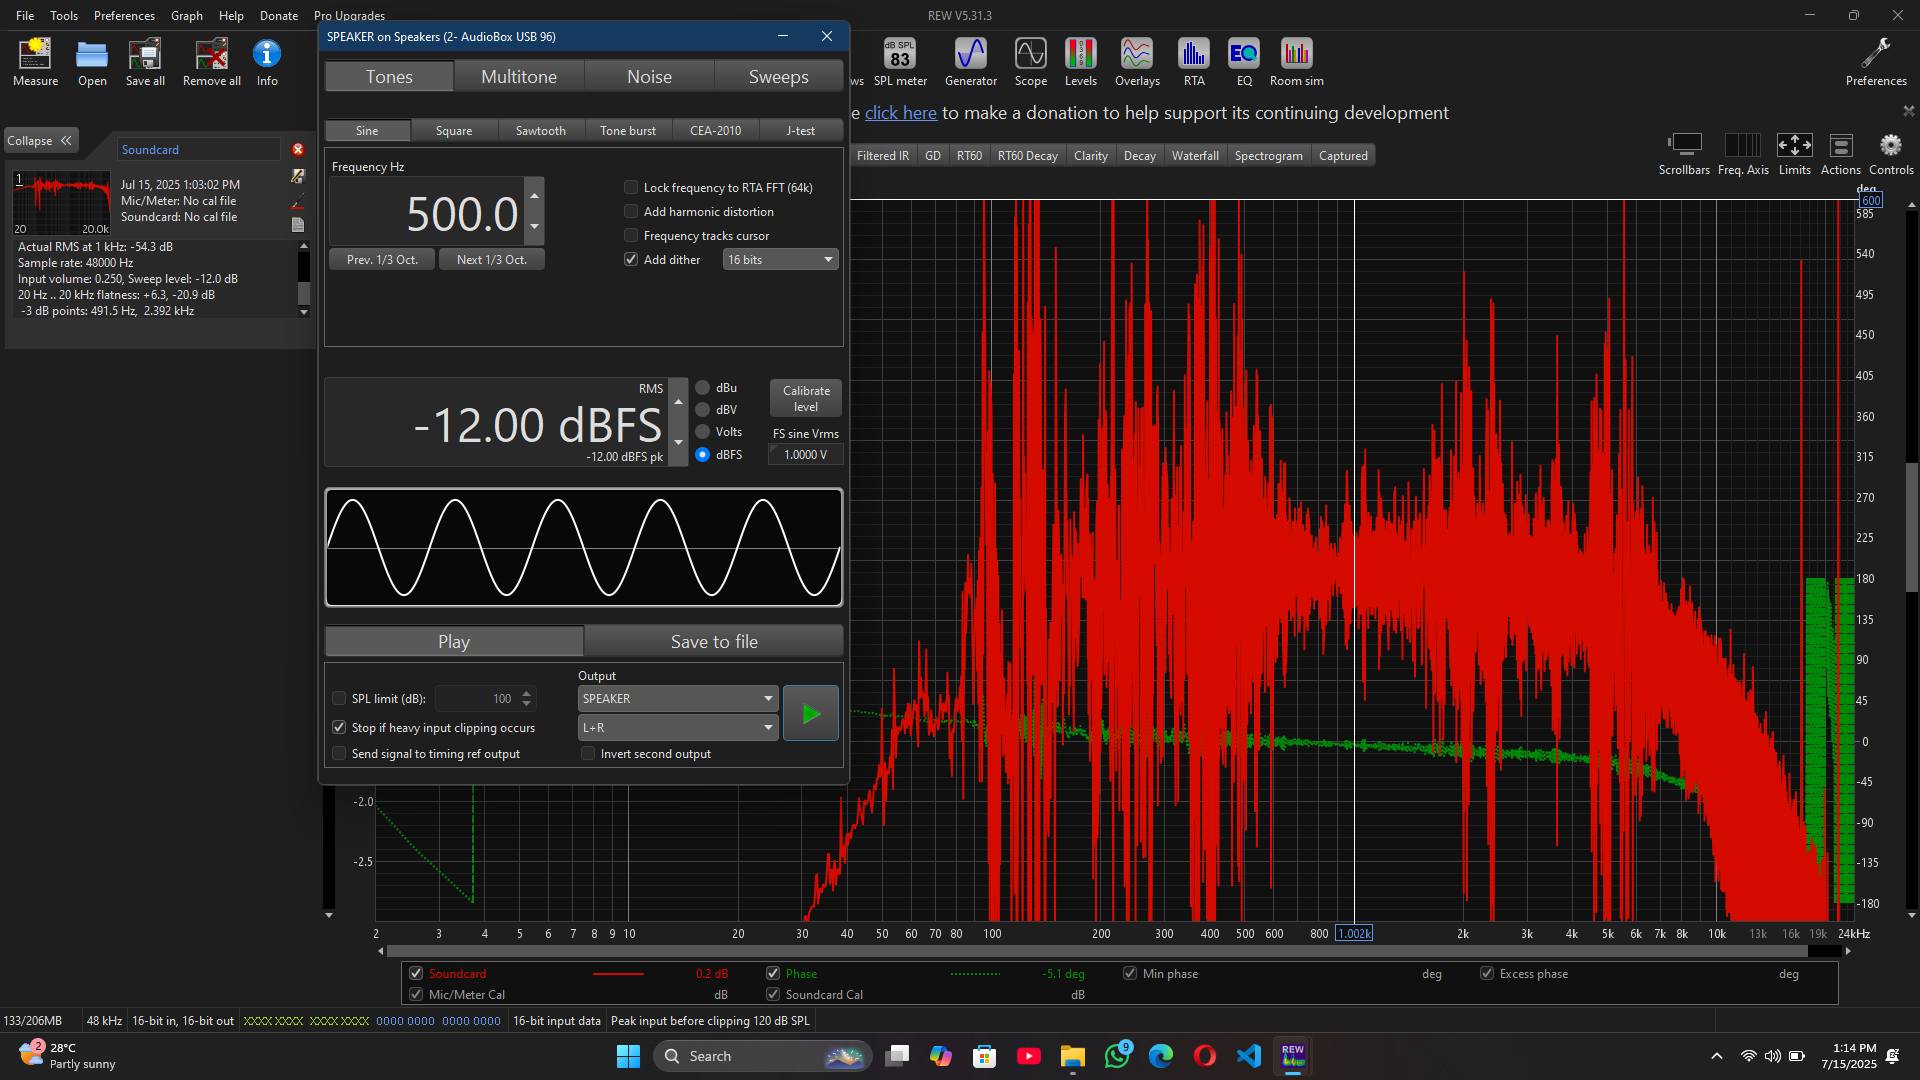 File Tools Preferences Graph Help Donate Pro Upgrades
REW V5.31.3
SPEAKER on Speakers (2- AudioBox USB 96)
Measure
Open
Save all
Remove all
Info
dB SPL
83
ws
SPL meter
Generator
Scope
Levels
Overlays
RTA
EQ
EQ
Room sim
Preferences
e click here to make a donation to help support its continuing development
Tones Multitone Noise Sweeps
Sine Square Sawtooth Tone burst CEA-2010 J-test
Collapse
Soundcard
1
20 20.0k
Jul 15, 2025 1:03:02 PM
Mic/Meter: No cal file
Soundcard: No cal file
Actual RMS at 1 kHz: -54.3 dB
Sample rate: 48000 Hz
Input volume: 0.250, Sweep level: -12.0 dB
20 Hz .. 20 kHz flatness: +6.3, -20.9 dB
-3 dB points: 491.5 Hz, 2.392 kHz
Frequency Hz
500.0
Prev. 1/3 Oct. Next 1/3 Oct.
Lock frequency to RTA FFT (64k)
Add harmonic distortion
Frequency tracks cursor
Add dither 16 bits
RMS
-12.00 dBFS
-12.00 dBFS pk
dBu
dBV
Volts
dBFS
Calibrate
level
FS sine Vrms
1.0000 V
Play Save to file
SPL limit (dB): 100
Stop if heavy input clipping occurs
Send signal to timing ref output
Output
SPEAKER
L+R
Invert second output
Filtered IR GD RT60 RT60 Decay Clarity Decay Waterfall Spectrogram Captured
Scrollbars Freq. Axis Limits Actions Controls
deg
600
585
540
495
450
405
360
315
270
225
180
135
90
45
0
-45
-90
-135
-180
-2.0
-2.5
2 3 4 5 6 7 8 9 10 20 30 40 50 60 70 80 100 200 300 400 500 600 800 1.002k 2k 3k 4k 5k 6k 7k 8k 10k 13k 16k 19k 24kHz
Soundcard 0.2 dB Phase -5.1 deg Min phase deg Excess phase deg
Mic/Meter Cal dB Soundcard Cal dB
133/206MB 48 kHz 16-bit in, 16-bit out XXXX XXXX XXXX XXXX 0000 0000 0000 0000 16-bit input data Peak input before clipping 120 dB SPL
2
28°C
Partly sunny
Search
9
REW
1:14 PM
7/15/2025